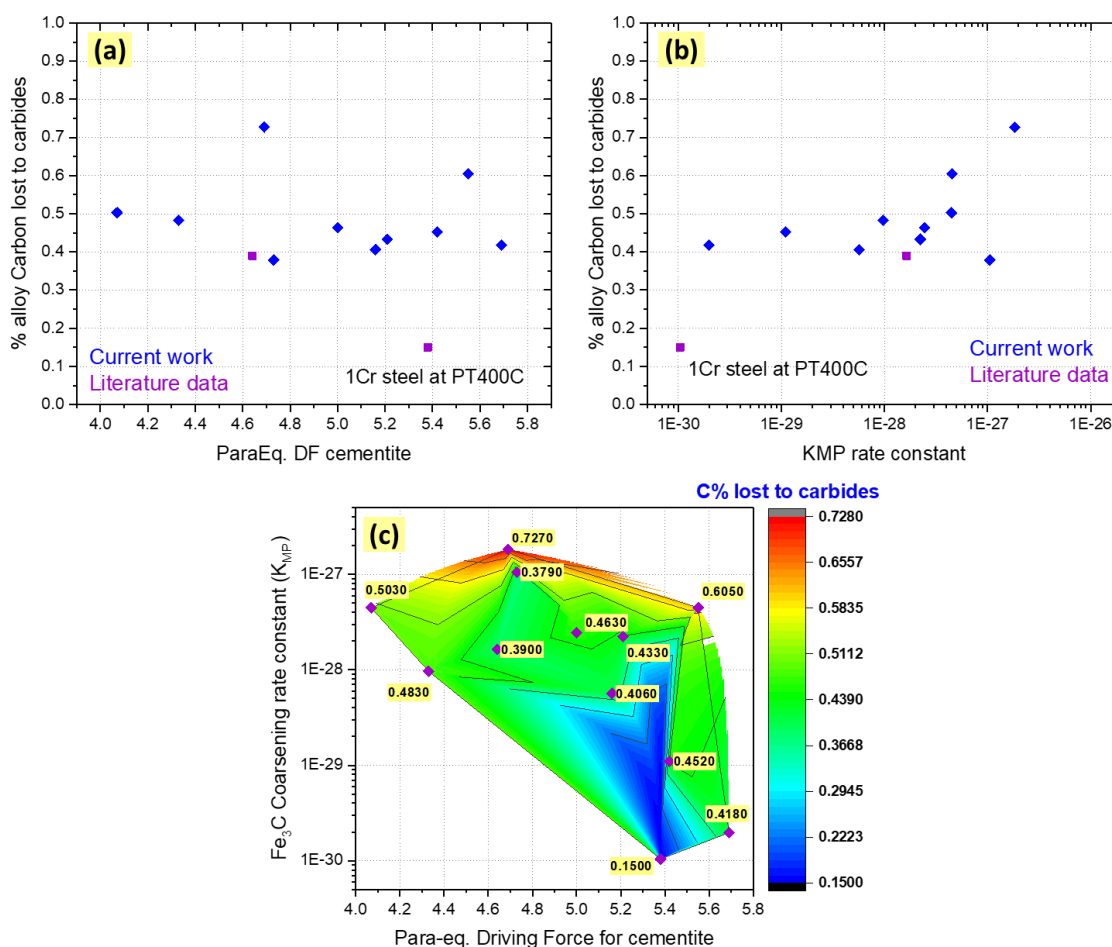 (a)
% alloy Carbon lost to carbides
1.0
0.9
0.8
0.7
0.6
0.5
0.4
0.3
0.2
0.1
0.0
Current work
Literature data
1Cr steel at PT400C
4.0 4.2 4.4 4.6 4.8 5.0 5.2 5.4 5.6 5.8
ParaEq. DF cementite
(b)
% alloy Carbon lost to carbides
1.0
0.9
0.8
0.7
0.6
0.5
0.4
0.3
0.2
0.1
0.0
1Cr steel at PT400C
Current work
Literature data
1E-30 1E-29 1E-28 1E-27 1E-26
KMP rate constant
(c)
Fe₃C Coarsening rate constant (K_MP)
1E-27
1E-28
1E-29
1E-30
0.7270
0.3790
0.5030
0.6050
0.4630
0.4330
0.3900
0.4830
0.4060
0.4520
0.4180
0.1500
4.0 4.2 4.4 4.6 4.8 5.0 5.2 5.4 5.6 5.8
Para-eq. Driving Force for cementite
C% lost to carbides
0.7280
0.6557
0.5835
0.5112
0.4390
0.3668
0.2945
0.2223
0.1500